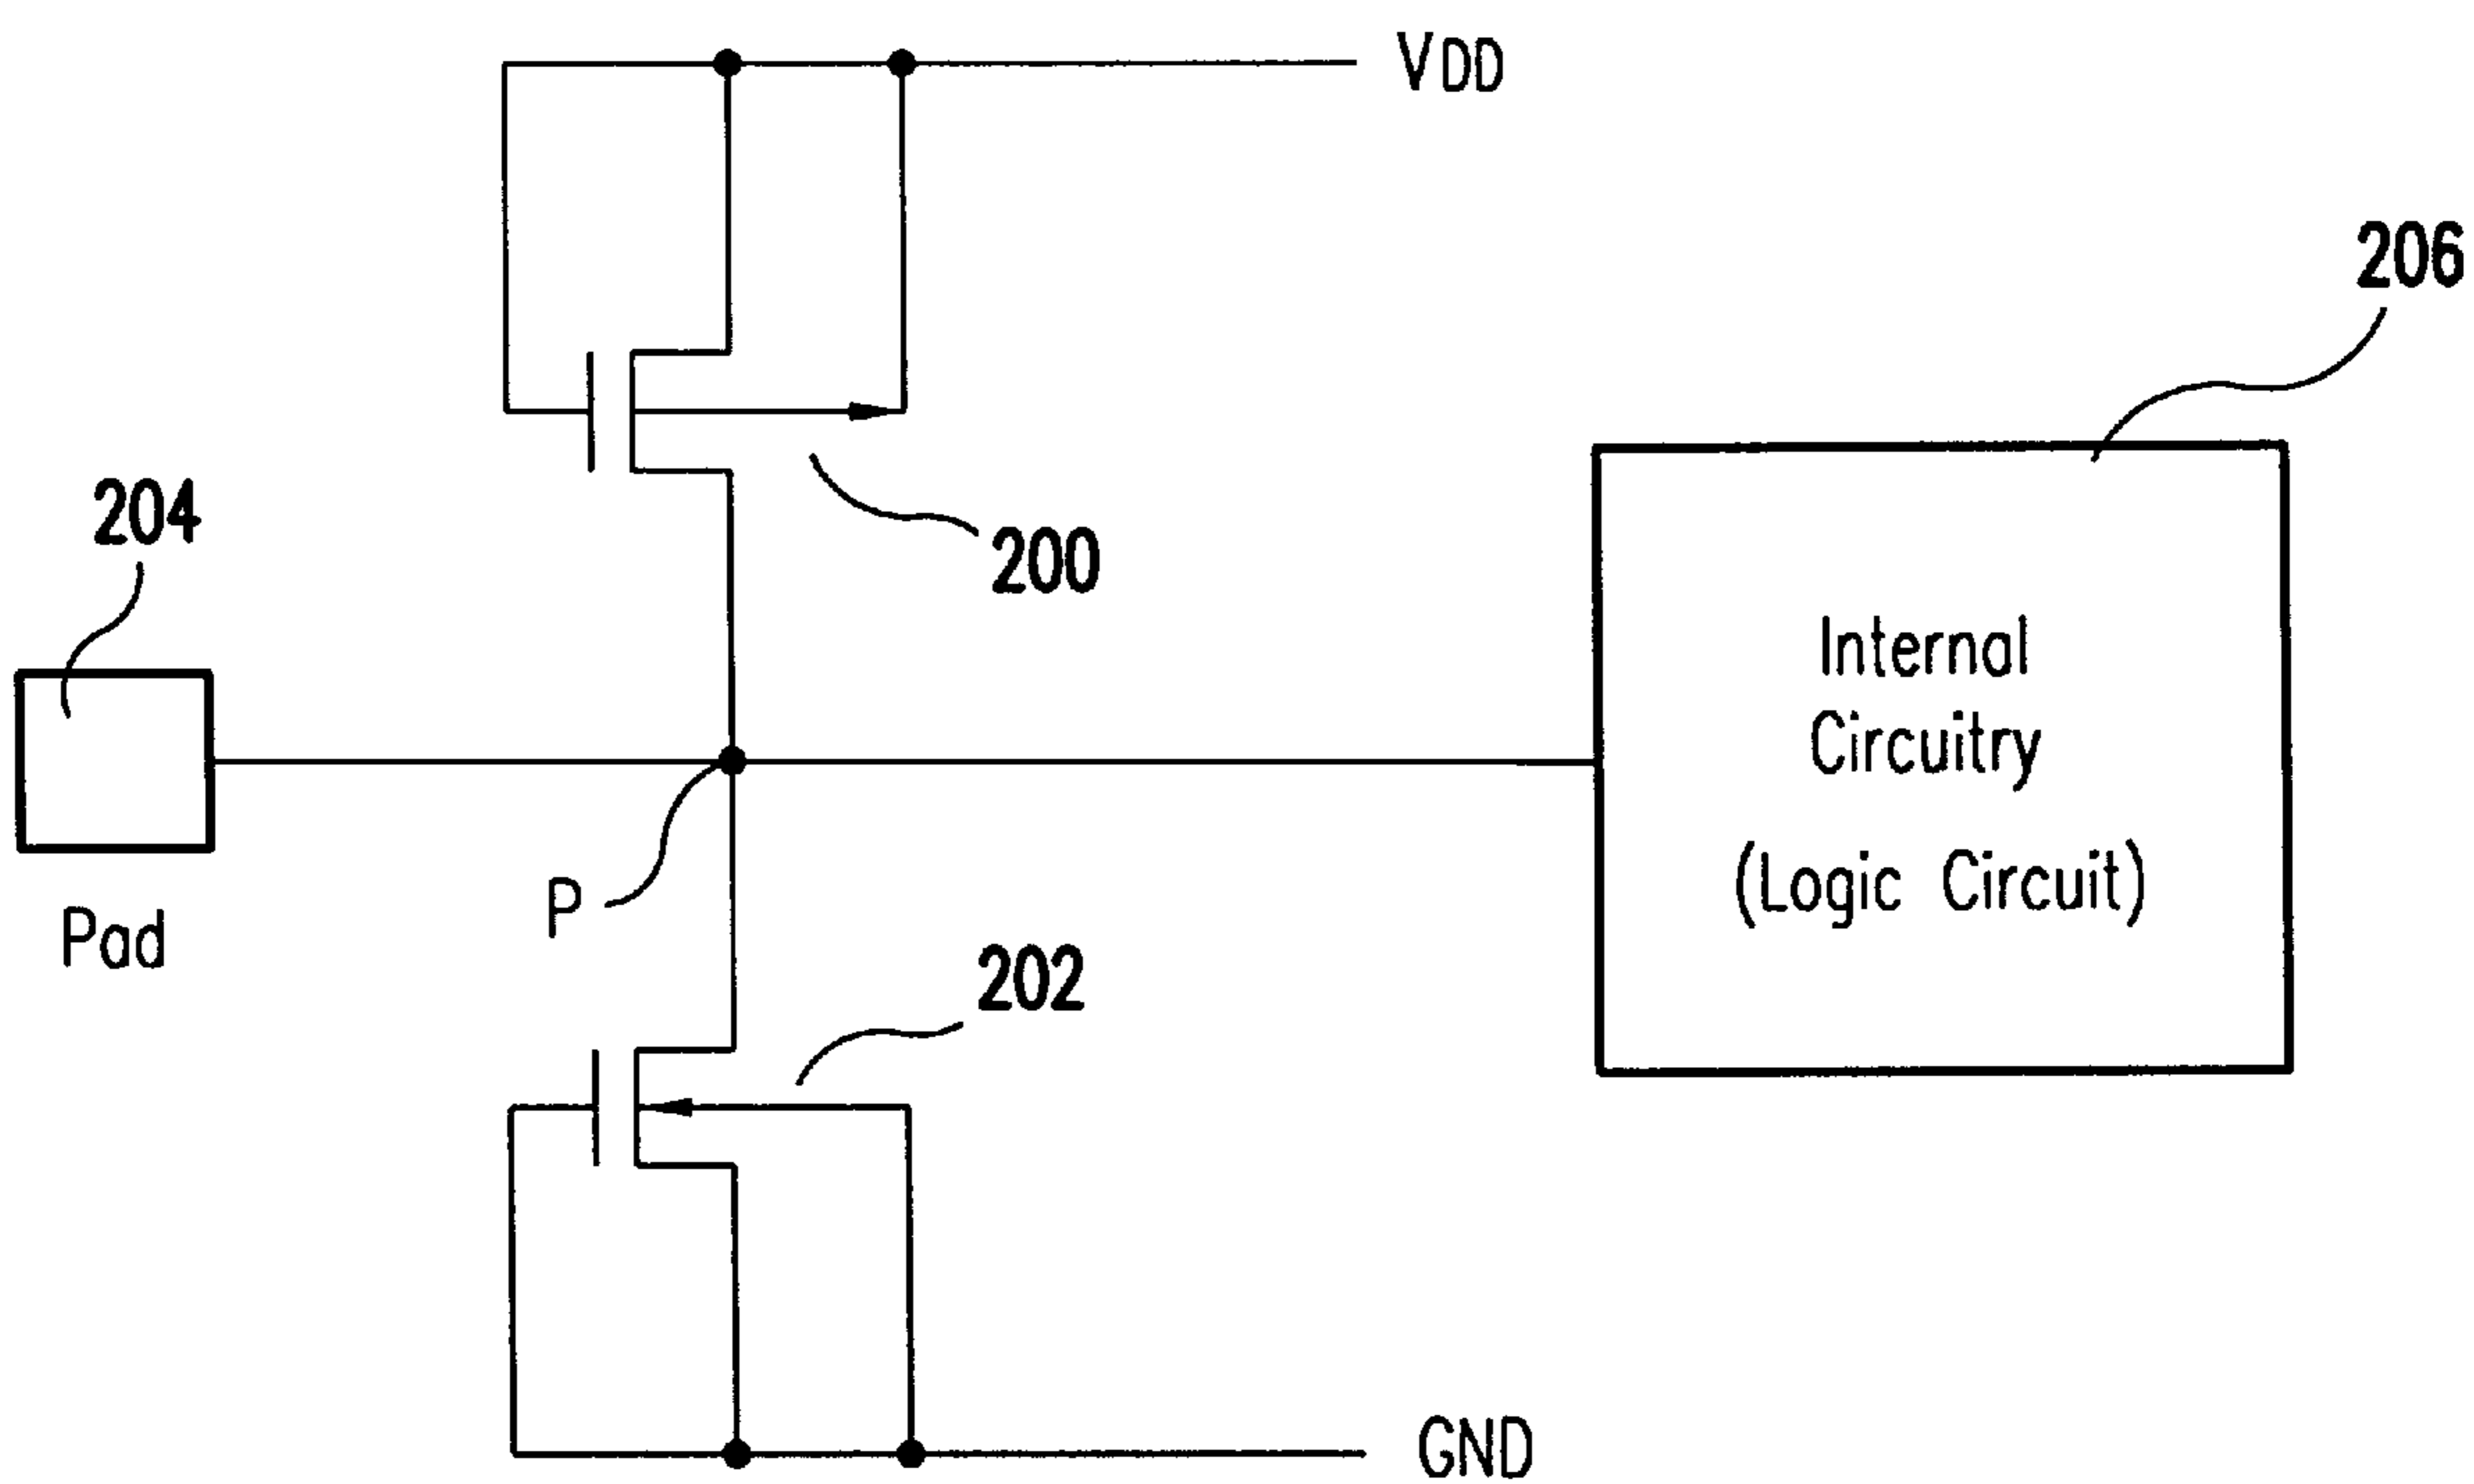 VDD
206
204
200
Internal
Circuitry
(Logic Circuit)
P
Pad
202
GND